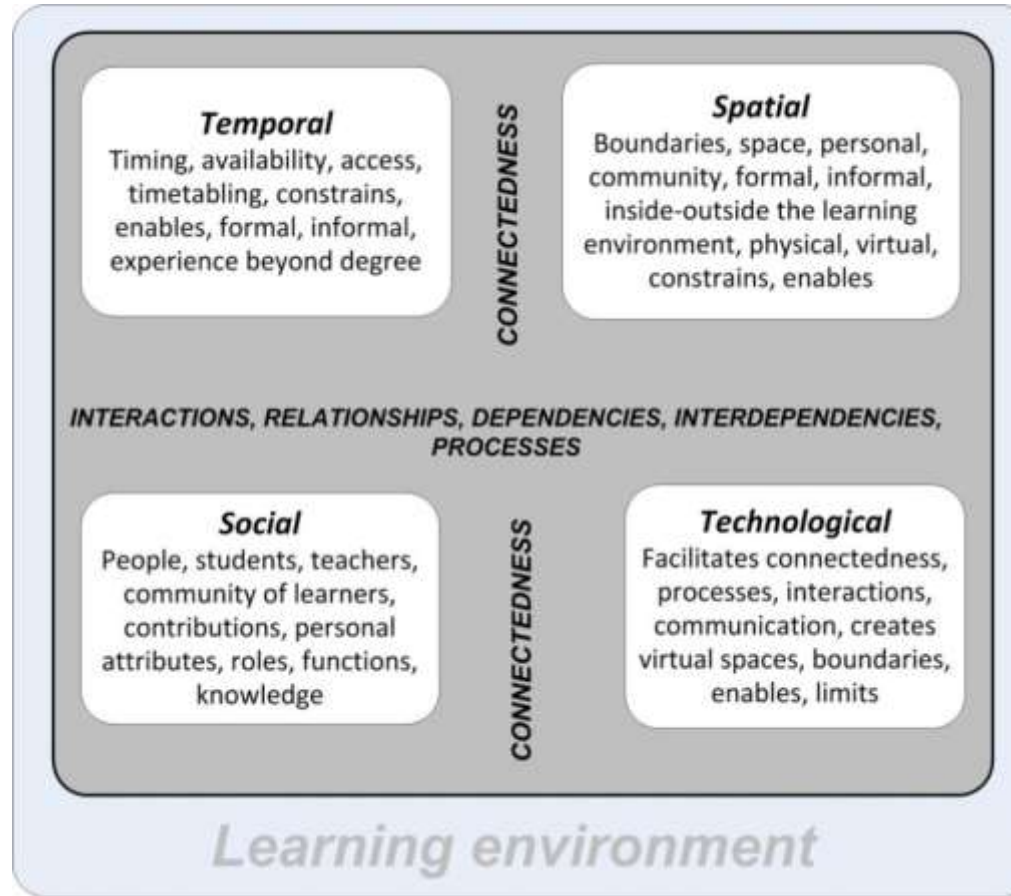 Temporal
Timing, availability, access,
timetabling, constrains,
enables, formal, informal,
experience beyond degree
CONNECTEDNESS
Spatial
Boundaries, space, personal,
community, formal, informal,
inside-outside the learning
environment, physical, virtual,
constrains, enables
INTERACTIONS, RELATIONSHIPS, DEPENDENCIES, INTERDEPENDENCIES,
PROCESSES
Social
People, students, teachers,
community of learners,
contributions, personal
attributes, roles, functions,
knowledge
CONNECTEDNESS
Technological
Facilitates connectedness,
processes, interactions,
communication, creates
virtual spaces, boundaries,
enables, limits
Learning environment